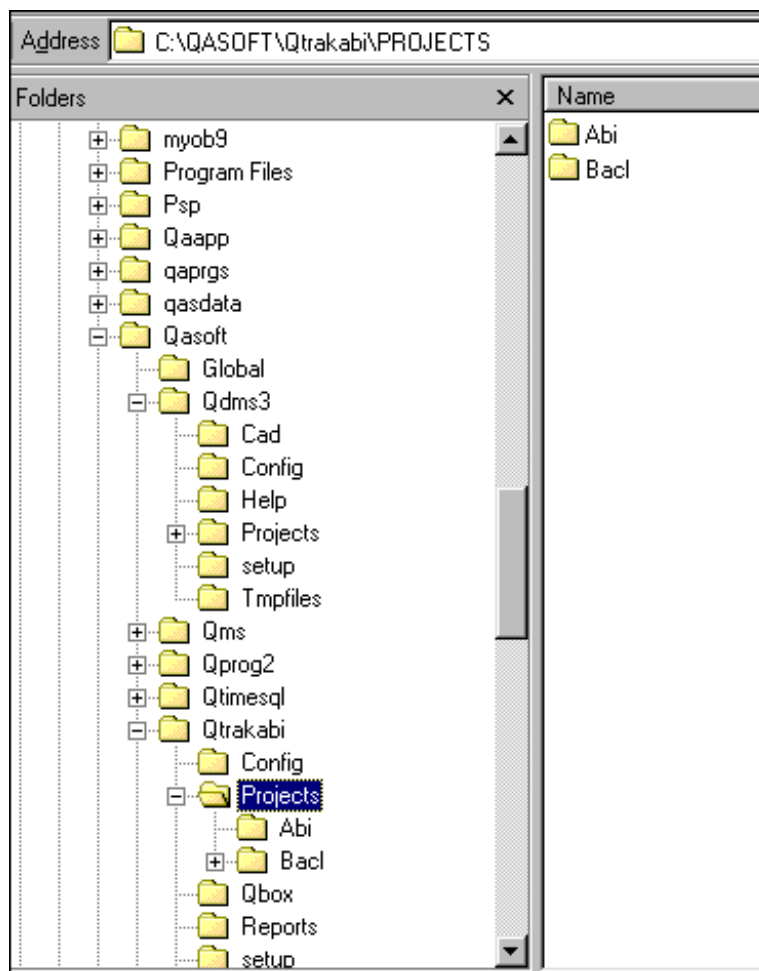 Address C:\QASOFT\Qtrakabi\PROJECTS
Folders
myob9
Program Files
Psp
Qaapp
qaprgs
qasdata
Qasoft
Global
Qdms3
Cad
Config
Help
Projects
setup
Tmpfiles
Qms
Qprog2
Qtimesql
Qtrakabi
Config
Projects
Abi
Bacl
Qbox
Reports
setup
Name
Abi
Bacl